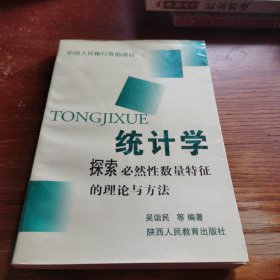 中国人民银行资助项目
TONGJIXUE
统计学
探索必然性数量特征
的理论与方法
吴诣民 等 编著
陕西人民教育出版社